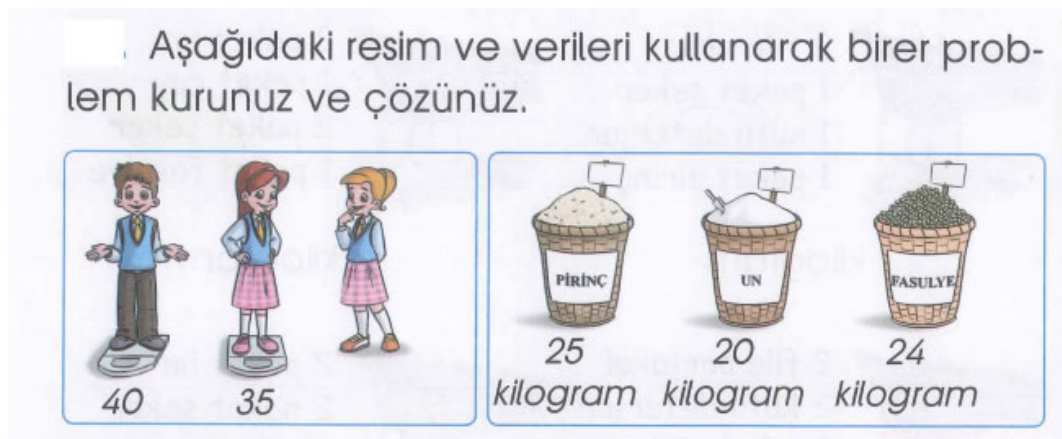 . Aşağıdaki resim ve verileri kullanarak birer prob-
lem kurunuz ve çözünüz.
40 35
PİRİNÇ UN FASULYE
25 20 24
kilogram kilogram kilogram